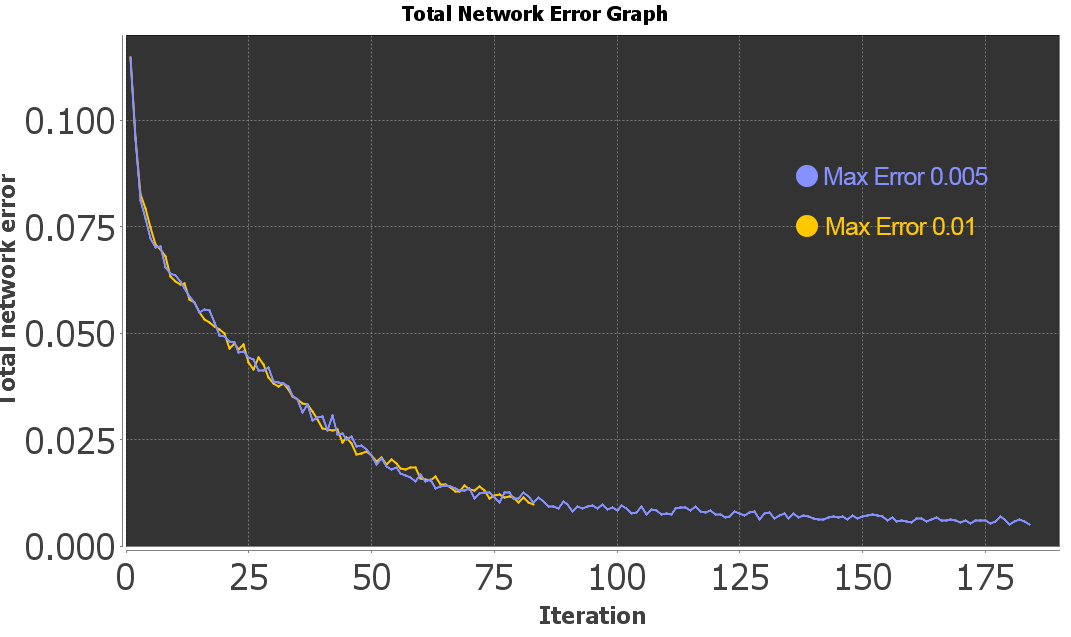 Total Network Error Graph
Total network error
0.100
0.075
0.050
0.025
0.000
Max Error 0.005
Max Error 0.01
0 25 50 75 100 125 150 175
Iteration